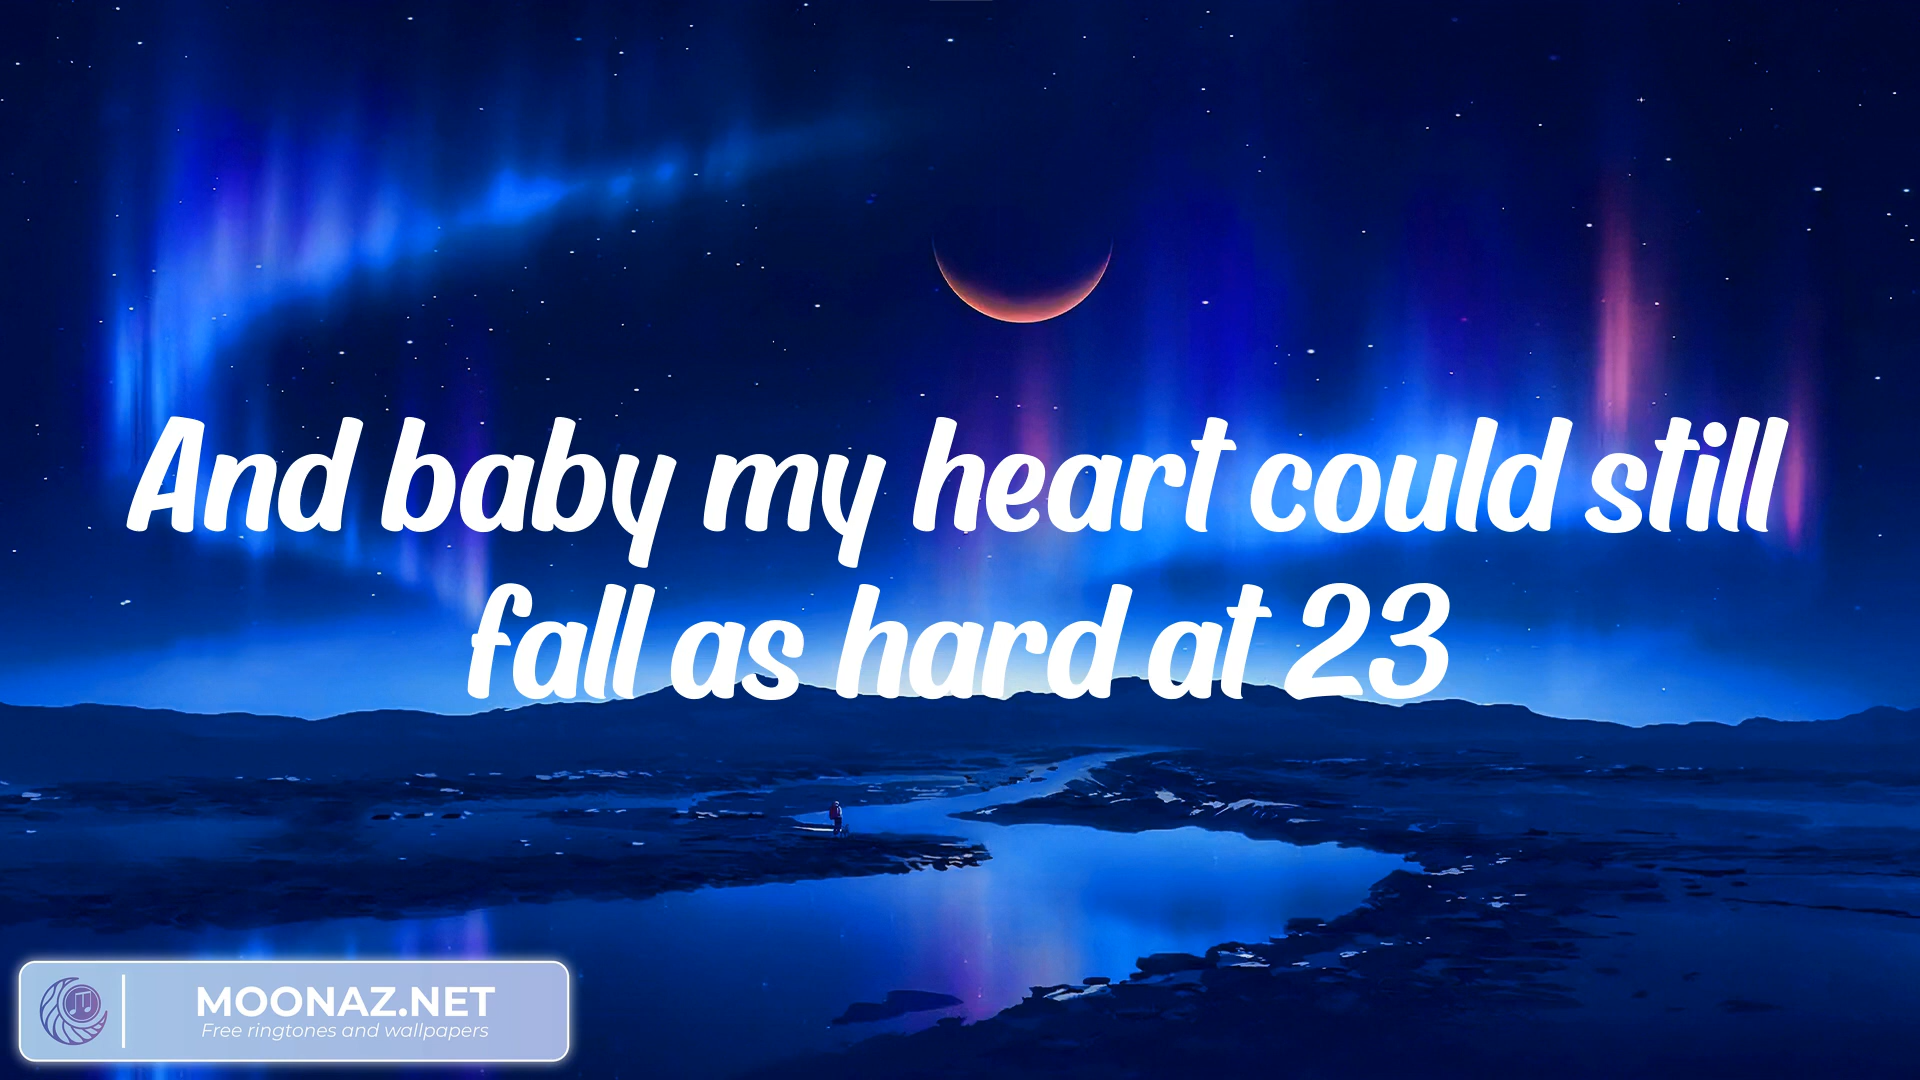 And baby my heart could still
fall as hard at 23
MOONAZ.NET
Free ringtones and wallpapers